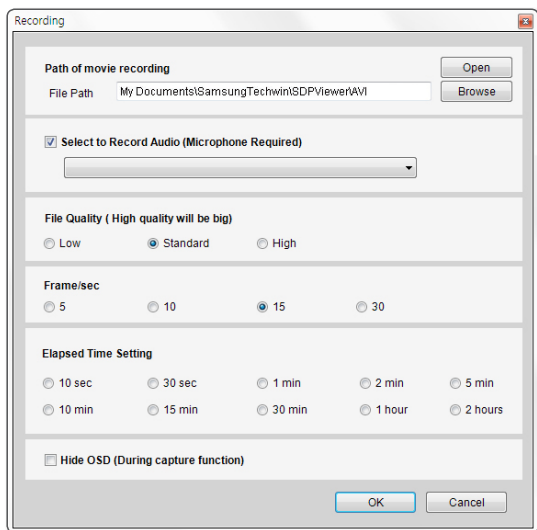 Recording
Path of movie recording
Open
File Path
My Documents\SamsungTechwin\SDPViewer\AVI
Browse
Select to Record Audio (Microphone Required)
File Quality ( High quality will be big)
Low Standard High
Frame/sec
5 10 15 30
Elapsed Time Setting
10 sec 30 sec 1 min 2 min 5 min
10 min 15 min 30 min 1 hour 2 hours
Hide OSD (During capture function)
OK Cancel